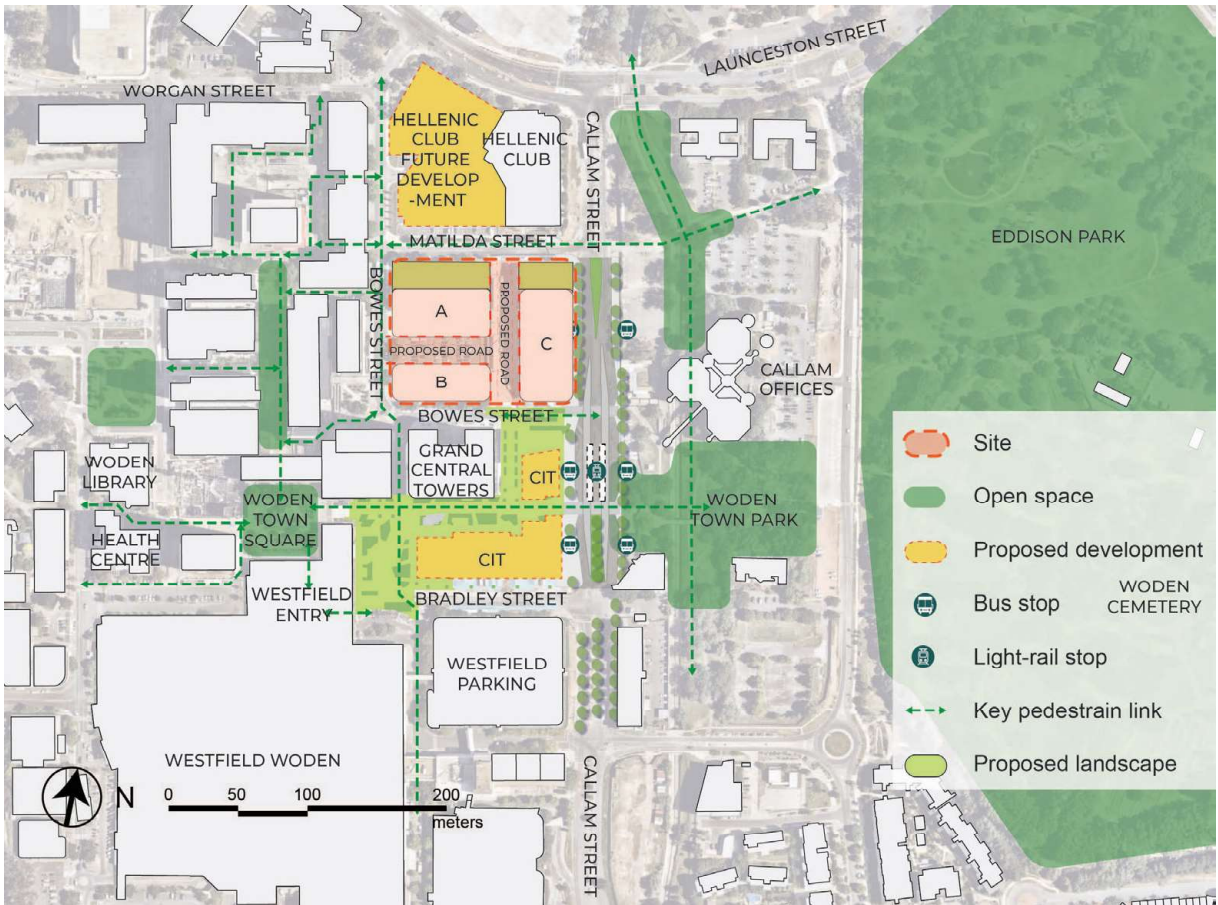 LAUNCESTON STREET
WORGAN STREET
HELLENIC
CLUB
FUTURE
DEVELOP
-MENT
HELLENIC
CLUB
CALLAM STREET
EDDISON PARK
MATILDA STREET
BOWES STREET
A
PROPOSED ROAD
PROPOSED ROAD
B
C
CALLAM
OFFICES
BOWES STREET
WODEN
LIBRARY
GRAND
CENTRAL
TOWERS
CIT
WODEN
TOWN
SQUARE
WODEN
TOWN PARK
HEALTH
CENTRE
CIT
WESTFIELD
ENTRY
BRADLEY STREET
WESTFIELD
PARKING
WESTFIELD WODEN
CALLAM STREET
N
0
50
100
200
meters
Site
Open space
Proposed development
Bus stop
WODEN
CEMETERY
Light-rail stop
Key pedestrain link
Proposed landscape